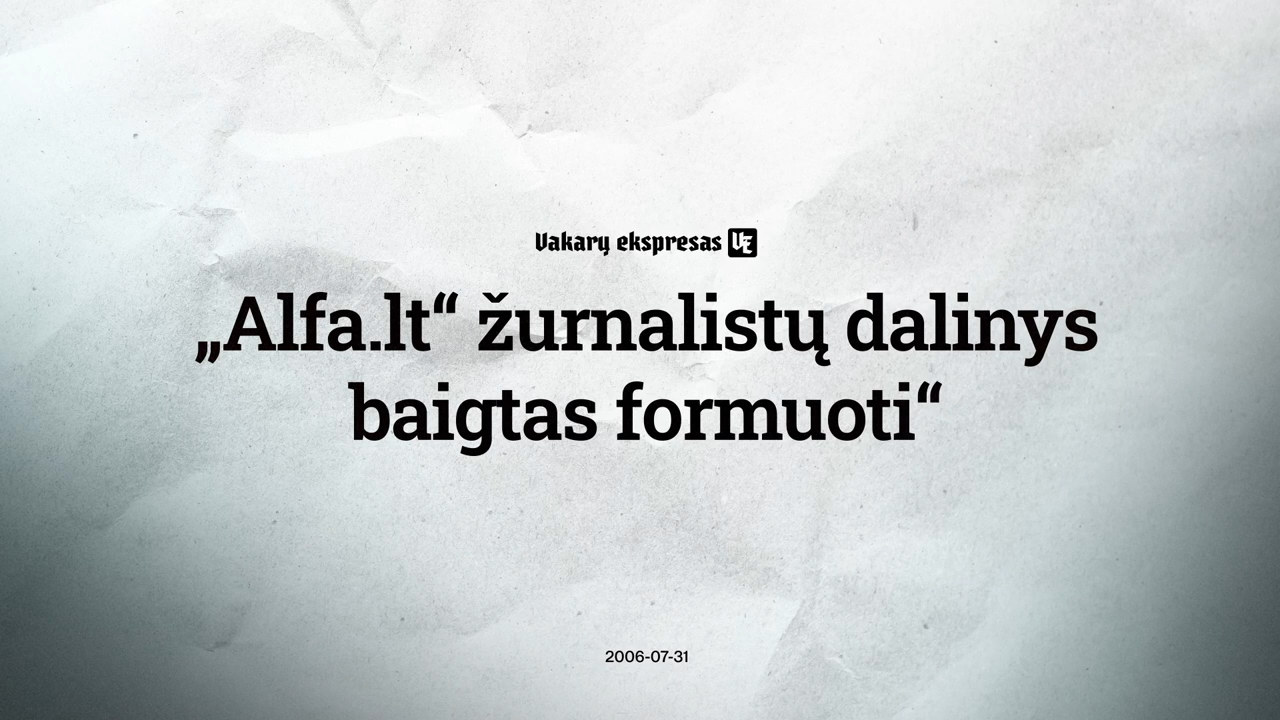 Vakarų ekspresas VE
„Alfa.lt“ žurnalistų dalinys
baigtas formuoti“
2006-07-31